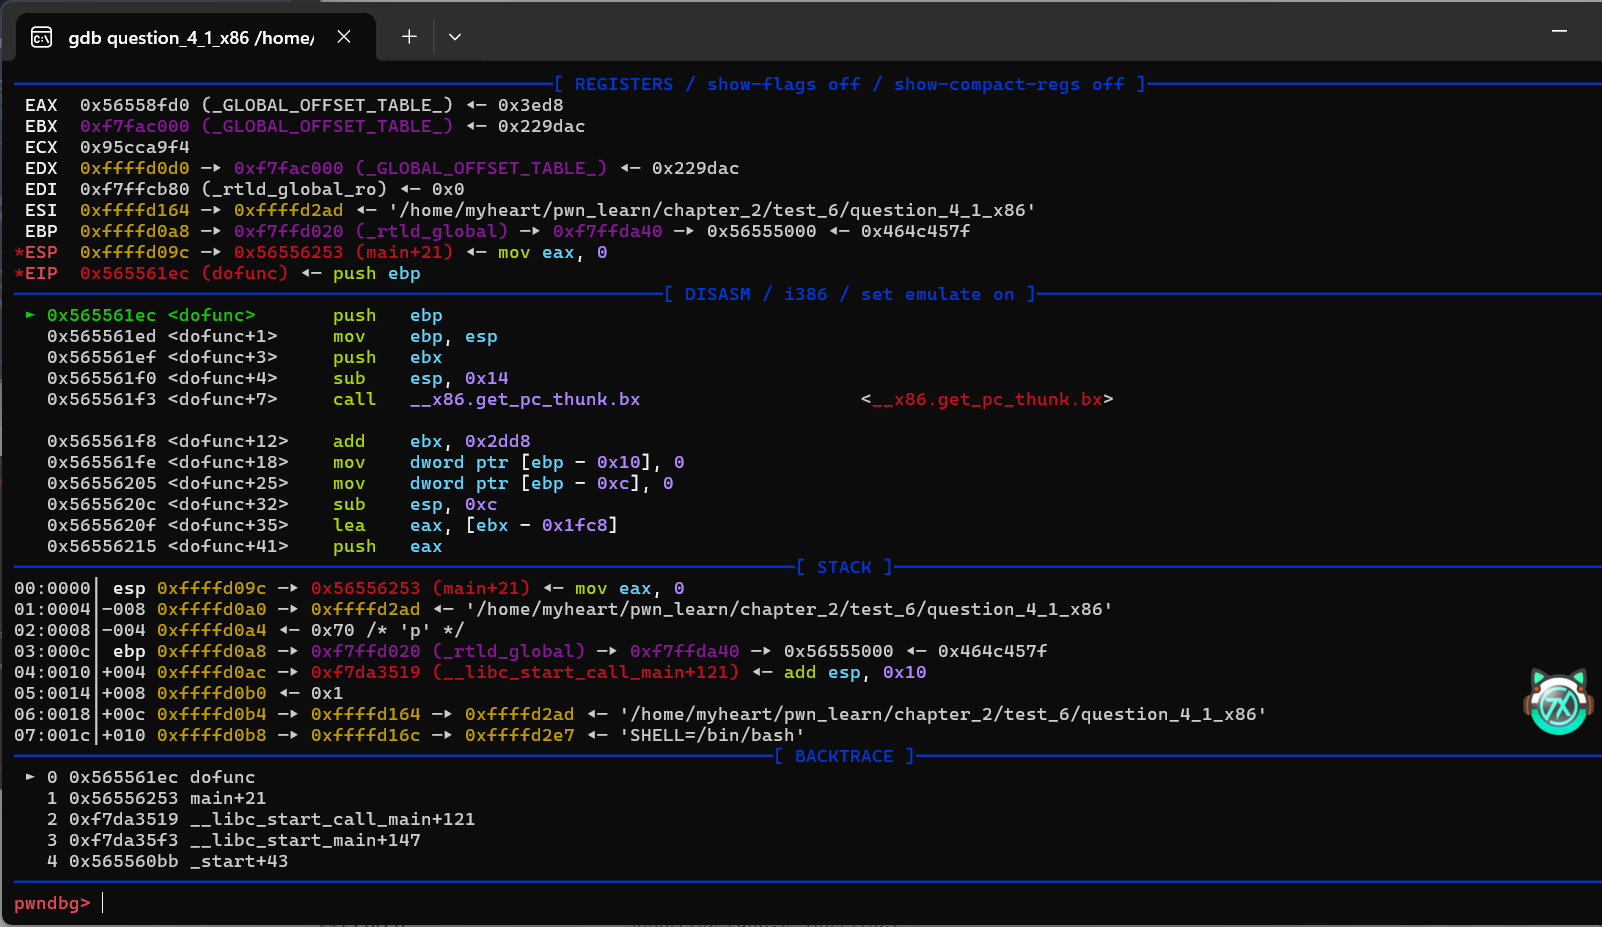 gdb question_4_1_x86 /home/
[ REGISTERS / show-flags off / show-compact-regs off ]
EAX  0x56558fd0 (_GLOBAL_OFFSET_TABLE_) ◂— 0x3ed8
EBX  0xf7fac000 (_GLOBAL_OFFSET_TABLE_) ◂— 0x229dac
ECX  0x95cca9f4
EDX  0xffffd0d0 —▸ 0xf7fac000 (_GLOBAL_OFFSET_TABLE_) ◂— 0x229dac
EDI  0xf7ffcb80 (_rtld_global_ro) ◂— 0x0
ESI  0xffffd164 —▸ 0xffffd2ad ◂— '/home/myheart/pwn_learn/chapter_2/test_6/question_4_1_x86'
EBP  0xffffd0a8 —▸ 0xf7ffd020 (_rtld_global) —▸ 0xf7ffda40 —▸ 0x56555000 ◂— 0x464c457f
*ESP  0xffffd09c —▸ 0x56556253 (main+21) ◂— mov eax, 0
*EIP  0x565561ec (dofunc) ◂— push ebp
[ DISASM / i386 / set emulate on ]
► 0x565561ec <dofunc>       push   ebp
0x565561ed <dofunc+1>     mov    ebp, esp
0x565561ef <dofunc+3>     push   ebx
0x565561f0 <dofunc+4>     sub    esp, 0x14
0x565561f3 <dofunc+7>     call   __x86.get_pc_thunk.bx                    <__x86.get_pc_thunk.bx>
0x565561f8 <dofunc+12>    add    ebx, 0x2dd8
0x565561fe <dofunc+18>    mov    dword ptr [ebp - 0x10], 0
0x56556205 <dofunc+25>    mov    dword ptr [ebp - 0xc], 0
0x5655620c <dofunc+32>    sub    esp, 0xc
0x5655620f <dofunc+35>    lea    eax, [ebx - 0x1fc8]
0x56556215 <dofunc+41>    push   eax
[ STACK ]
00:0000│ esp 0xffffd09c —▸ 0x56556253 (main+21) ◂— mov eax, 0
01:0004│-008 0xffffd0a0 —▸ 0xffffd2ad ◂— '/home/myheart/pwn_learn/chapter_2/test_6/question_4_1_x86'
02:0008│-004 0xffffd0a4 ◂— 0x70 /* 'p' */
03:000c│ ebp 0xffffd0a8 —▸ 0xf7ffd020 (_rtld_global) —▸ 0xf7ffda40 —▸ 0x56555000 ◂— 0x464c457f
04:0010│+004 0xffffd0ac —▸ 0xf7da3519 (__libc_start_call_main+121) ◂— add esp, 0x10
05:0014│+008 0xffffd0b0 ◂— 0x1
06:0018│+00c 0xffffd0b4 —▸ 0xffffd164 —▸ 0xffffd2ad ◂— '/home/myheart/pwn_learn/chapter_2/test_6/question_4_1_x86'
07:001c│+010 0xffffd0b8 —▸ 0xffffd16c —▸ 0xffffd2e7 ◂— 'SHELL=/bin/bash'
[ BACKTRACE ]
► 0 0x565561ec dofunc
1 0x56556253 main+21
2 0xf7da3519 __libc_start_call_main+121
3 0xf7da35f3 __libc_start_main+147
4 0x565560bb _start+43
pwndbg>